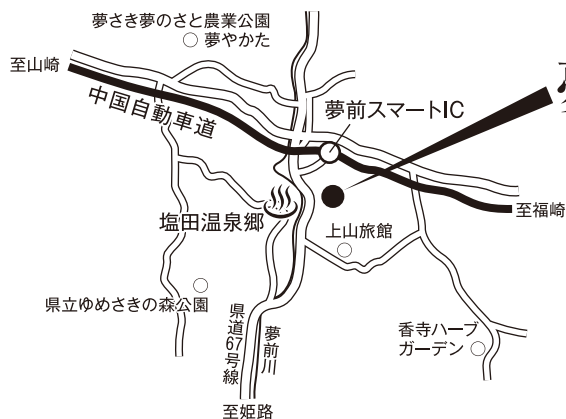 夢さき夢のさと農業公園
夢やかた
至山崎
中国自動車道
夢前スマートIC
至福崎
塩田温泉郷
上山旅館
県立ゆめさきの森公園
県道67号線
夢前川
香寺ハーブ
ガーデン
至姫路